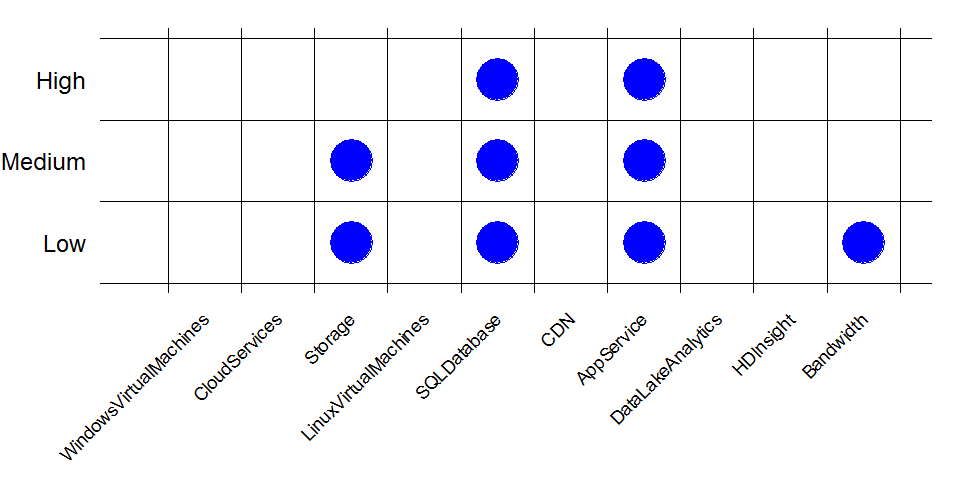 High
Medium
Low
WindowsVirtualMachines
CloudServices
Storage
LinuxVirtualMachines
SQLDatabase
CDN
AppService
DataLakeAnalytics
HDInsight
Bandwidth